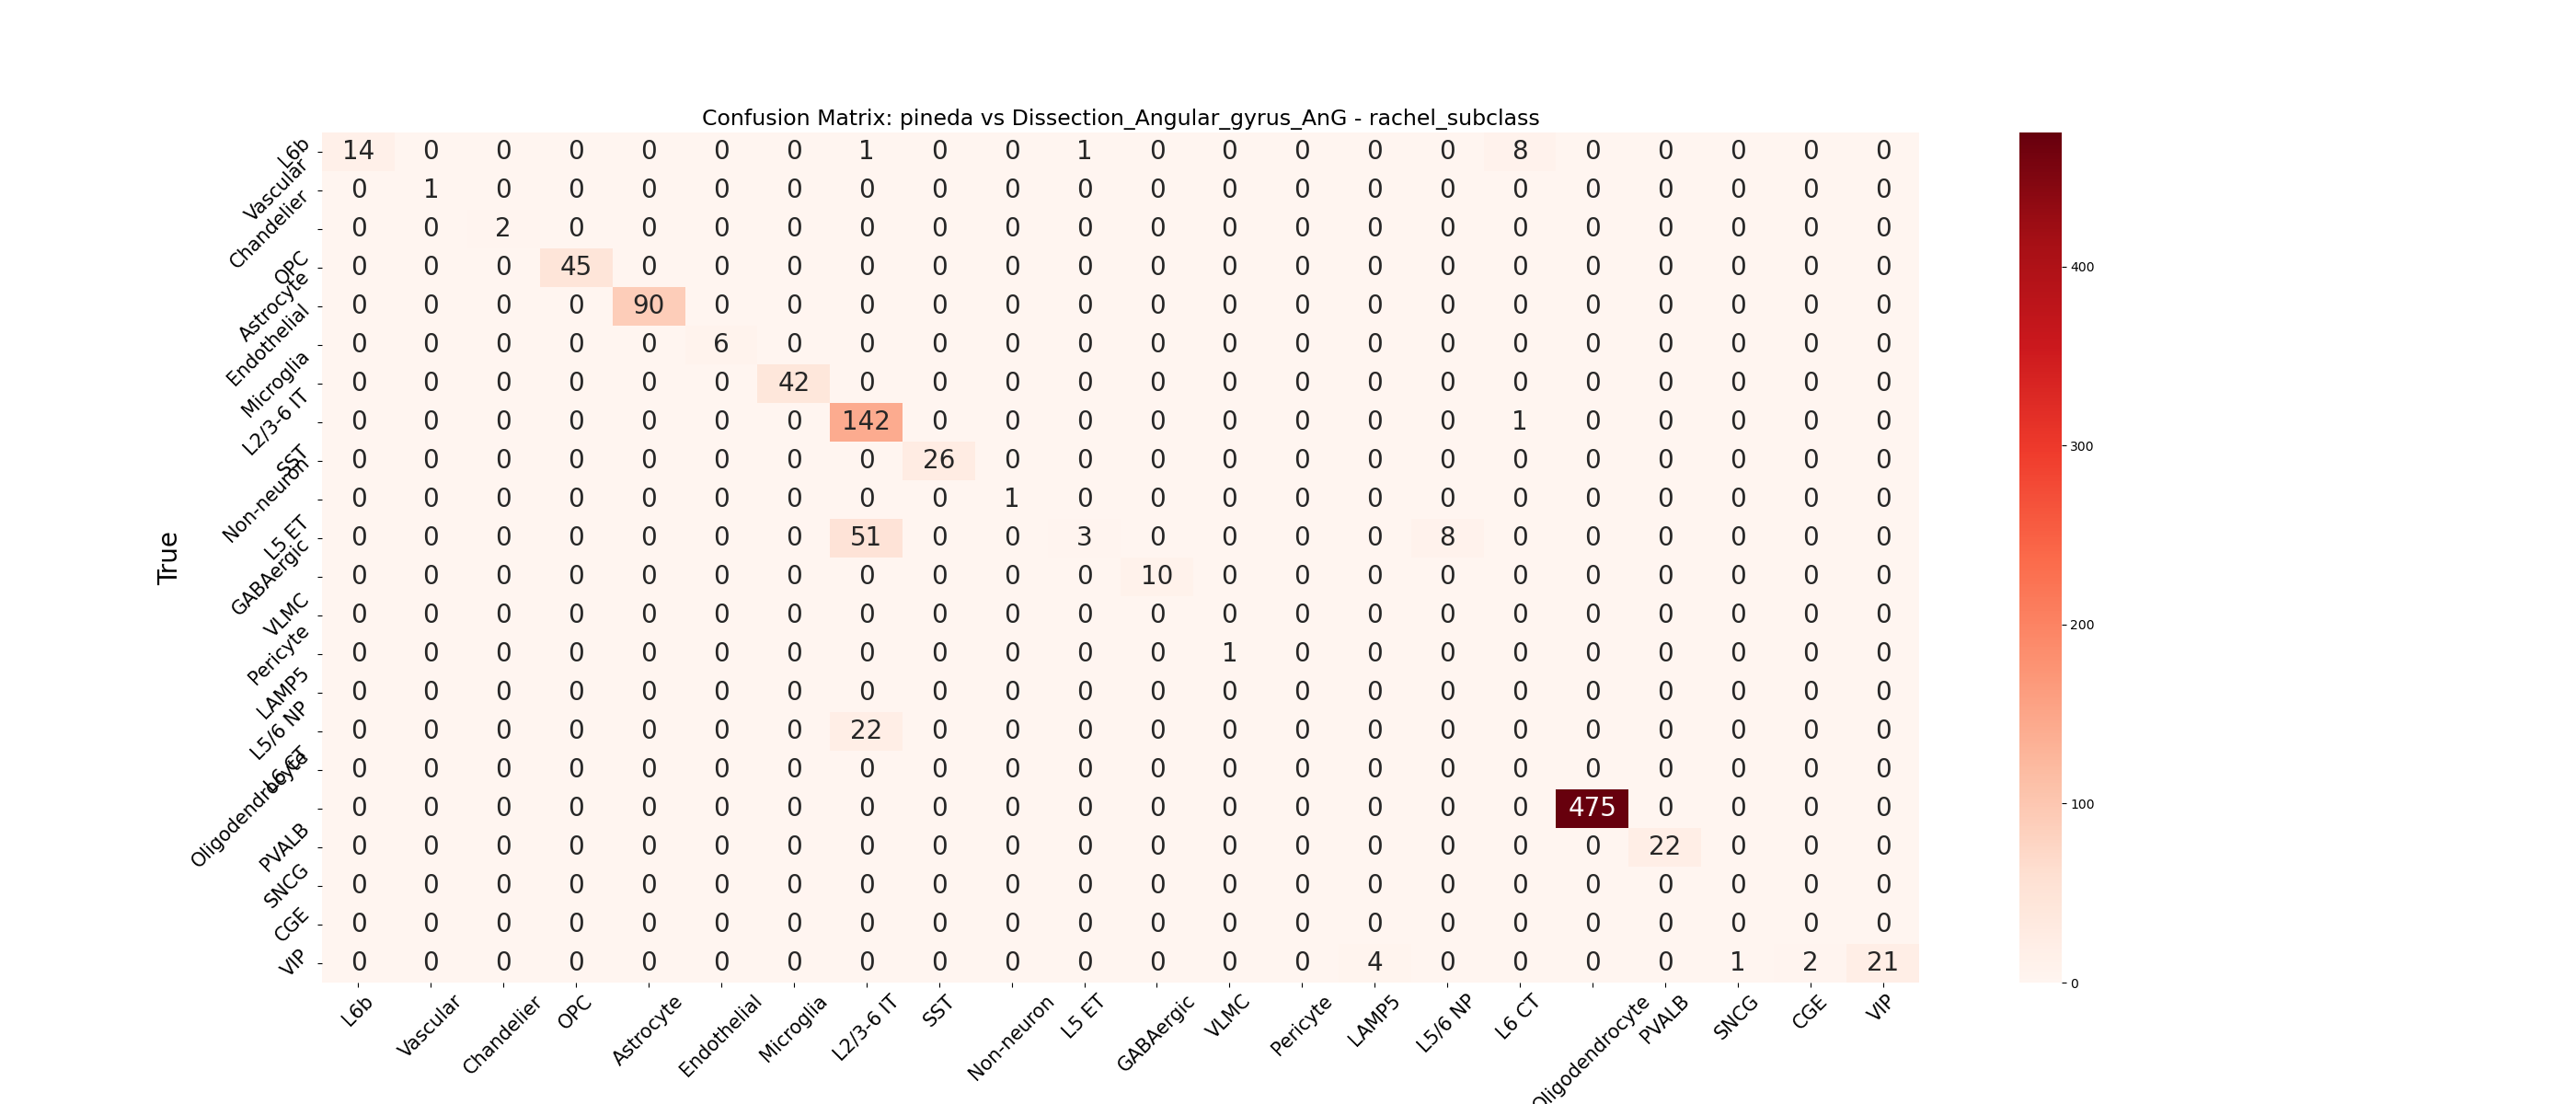 Confusion Matrix: pineda vs Dissection_Angular_gyrus_AnG - rachel_subclass
True
L6b 14 0 0 0 0 0 0 1 0 0 1 0 0 0 0 0 8 0 0 0 0 0
Vascular 0 1 0 0 0 0 0 0 0 0 0 0 0 0 0 0 0 0 0 0 0 0
Chandelier 0 0 2 0 0 0 0 0 0 0 0 0 0 0 0 0 0 0 0 0 0 0
OPC 0 0 0 45 0 0 0 0 0 0 0 0 0 0 0 0 0 0 0 0 0 0
Astrocyte 0 0 0 0 90 0 0 0 0 0 0 0 0 0 0 0 0 0 0 0 0 0
Endothelial 0 0 0 0 0 6 0 0 0 0 0 0 0 0 0 0 0 0 0 0 0 0
Microglia 0 0 0 0 0 0 42 0 0 0 0 0 0 0 0 0 0 0 0 0 0 0
L2/3-6 IT 0 0 0 0 0 0 0 142 0 0 0 0 0 0 0 0 1 0 0 0 0 0
SST 0 0 0 0 0 0 0 0 26 0 0 0 0 0 0 0 0 0 0 0 0 0
Non-neuron 0 0 0 0 0 0 0 0 0 1 0 0 0 0 0 0 0 0 0 0 0 0
L5 ET 0 0 0 0 0 0 0 51 0 0 3 0 0 0 0 8 0 0 0 0 0 0
GABAergic 0 0 0 0 0 0 0 0 0 0 0 10 0 0 0 0 0 0 0 0 0 0
VLMC 0 0 0 0 0 0 0 0 0 0 0 0 0 0 0 0 0 0 0 0 0 0
Pericyte 0 0 0 0 0 0 0 0 0 0 0 0 1 0 0 0 0 0 0 0 0 0
LAMP5 0 0 0 0 0 0 0 0 0 0 0 0 0 0 0 0 0 0 0 0 0 0
L5/6 NP 0 0 0 0 0 0 0 22 0 0 0 0 0 0 0 0 0 0 0 0 0 0
L6 CT 0 0 0 0 0 0 0 0 0 0 0 0 0 0 0 0 0 0 0 0 0 0
Oligodendrocyte 0 0 0 0 0 0 0 0 0 0 0 0 0 0 0 0 0 475 0 0 0 0
PVALB 0 0 0 0 0 0 0 0 0 0 0 0 0 0 0 0 0 0 22 0 0 0
SNCG 0 0 0 0 0 0 0 0 0 0 0 0 0 0 0 0 0 0 0 0 0 0
CGE 0 0 0 0 0 0 0 0 0 0 0 0 0 0 0 0 0 0 0 0 0 0
VIP 0 0 0 0 0 0 0 0 0 0 0 0 0 0 4 0 0 0 0 1 2 21
L6b Vascular Chandelier OPC Astrocyte Endothelial Microglia L2/3-6 IT SST Non-neuron L5 ET GABAergic VLMC Pericyte LAMP5 L5/6 NP L6 CT Oligodendrocyte PVALB SNCG CGE VIP
400
300
200
100
0